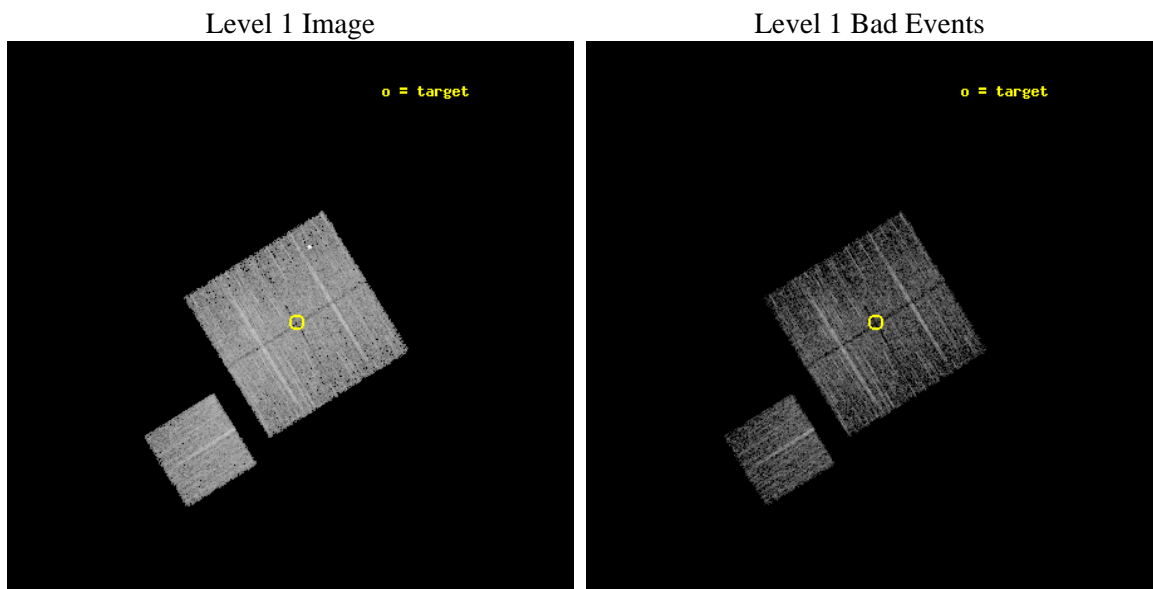 Level 1 Image
Level 1 Bad Events
o = target
o = target